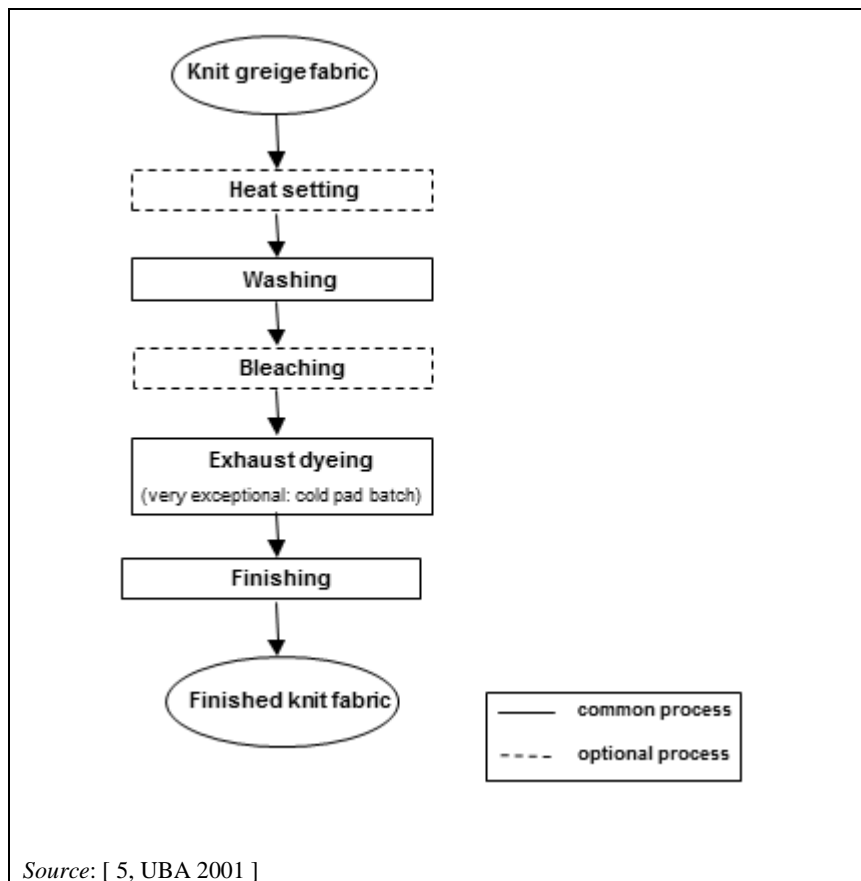 Knit greige fabric
Heat setting
Washing
Bleaching
Exhaust dyeing
(very exceptional: cold pad batch)
Finishing
Finished knit fabric
common process
optional process
Source: [ 5, UBA 2001 ]